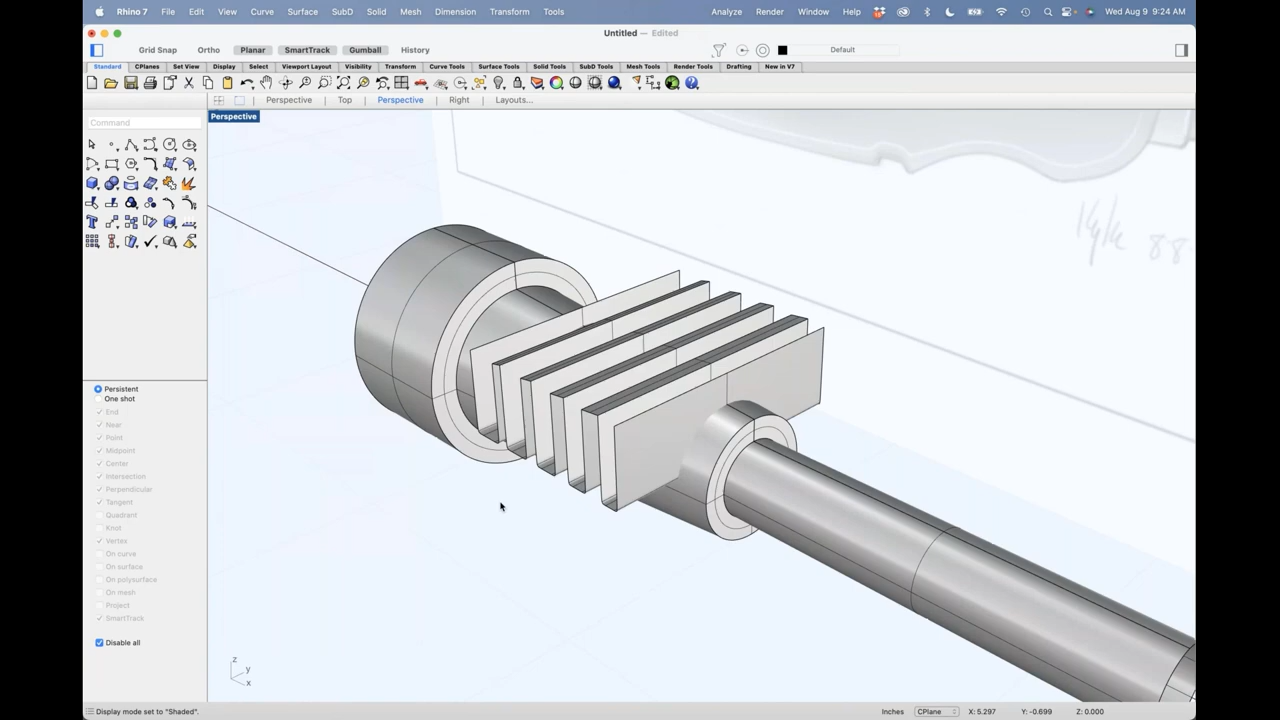 Rhino 7 File Edit View Curve Surface SubD Solid Mesh Dimension Transform Tools Analyze Render Window Help Wed Aug 9 9:24 AM
Untitled — Edited
Grid Snap Ortho Planar SmartTrack Gumball History Default
Standard CPlanes Set View Display Select Viewport Layout Visibility Transform Curve Tools Surface Tools Solid Tools SubD Tools Mesh Tools Render Tools Drafting New in V7
Perspective Top Perspective Right Layouts...
Perspective
Command
Persistent
One shot
End
Near
Point
Midpoint
Center
Intersection
Perpendicular
Tangent
Quadrant
Knot
Vertex
On curve
On surface
On polysurface
On mesh
Project
SmartTrack
Disable all
88
z
y
x
Display mode set to "Shaded". Inches CPlane X: 5.297 Y: -0.699 Z: 0.000